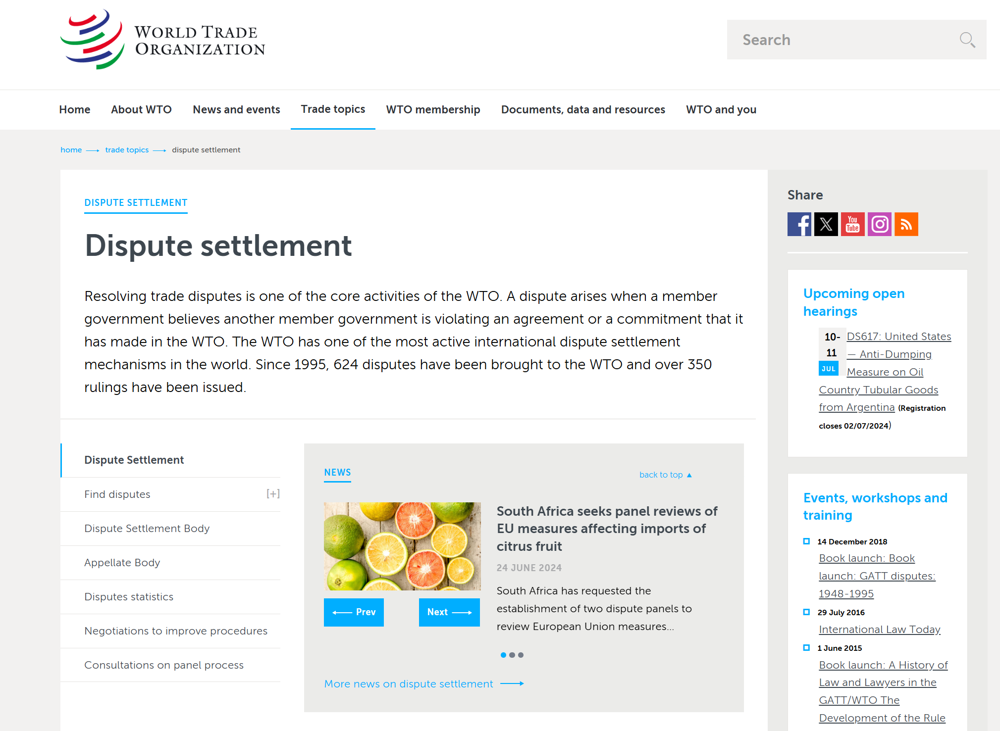 WORLD TRADE
ORGANIZATION
Search
Home
About WTO
News and events
Trade topics
WTO membership
Documents, data and resources
WTO and you
home
trade topics
dispute settlement
DISPUTE SETTLEMENT
Dispute settlement
Resolving trade disputes is one of the core activities of the WTO. A dispute arises when a member
government believes another member government is violating an agreement or a commitment that it
has made in the WTO. The WTO has one of the most active international dispute settlement
mechanisms in the world. Since 1995, 624 disputes have been brought to the WTO and over 350
rulings have been issued.
Dispute Settlement
Find disputes [+]
Dispute Settlement Body
Appellate Body
Disputes statistics
Negotiations to improve procedures
Consultations on panel process
NEWS
back to top ▲
South Africa seeks panel reviews of
EU measures affecting imports of
citrus fruit
24 JUNE 2024
South Africa has requested the
establishment of two dispute panels to
review European Union measures...
Prev
Next
More news on dispute settlement
Share
You
Tube
Upcoming open
hearings
10-
11
JUL
DS617: United States
— Anti-Dumping
Measure on Oil
Country Tubular Goods
from Argentina (Registration
closes 02/07/2024)
Events, workshops and
training
14 December 2018
Book launch: Book
launch: GATT disputes:
1948-1995
29 July 2016
International Law Today
1 June 2015
Book launch: A History of
Law and Lawyers in the
GATT/WTO The
Development of the Rule